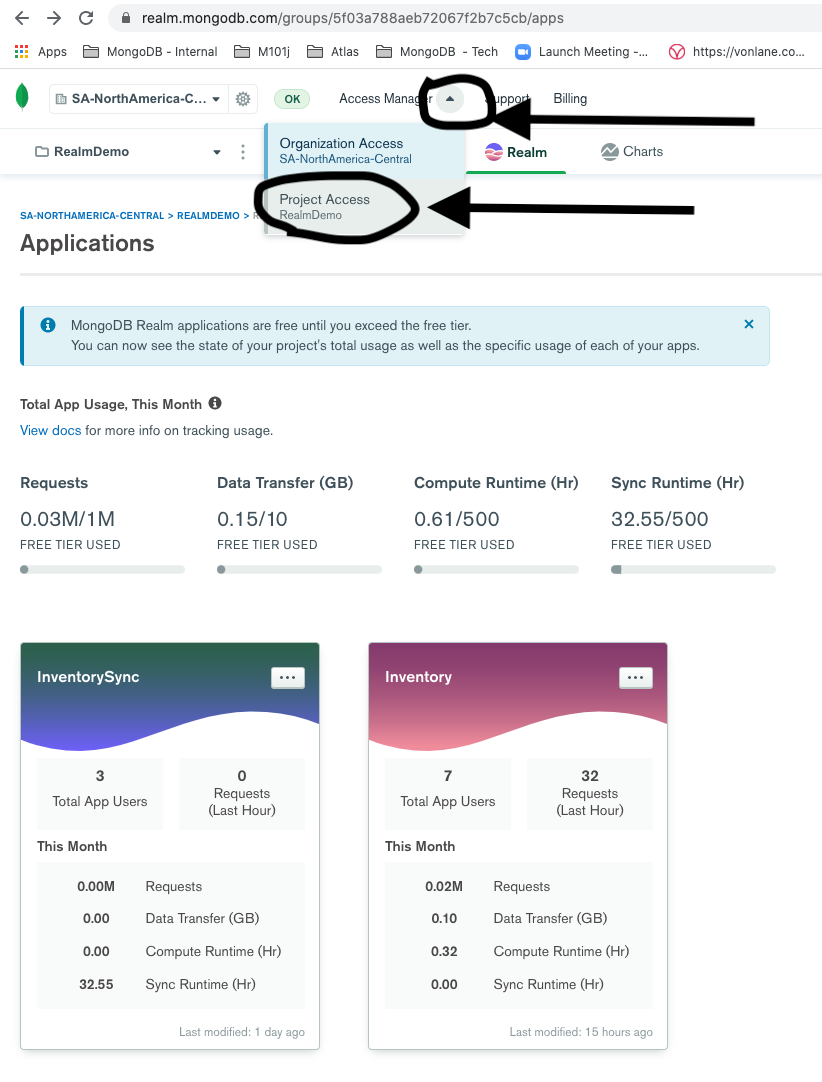 realm.mongodb.com/groups/5f03a788aeb72067f2b7c5cb/apps
Apps MongoDB - Internal M101j Atlas MongoDB - Tech Launch Meeting -... https://vonlane.co...
SA-NorthAmerica-C... OK Access Manager Support Billing
RealmDemo Realm Charts
Organization Access
SA-NorthAmerica-Central
Project Access
RealmDemo
SA-NORTHAMERICA-CENTRAL > REALMDEMO >
Applications
MongoDB Realm applications are free until you exceed the free tier.
You can now see the state of your project's total usage as well as the specific usage of each of your apps.
Total App Usage, This Month
View docs for more info on tracking usage.
Requests Data Transfer (GB) Compute Runtime (Hr) Sync Runtime (Hr)
0.03M/1M 0.15/10 0.61/500 32.55/500
FREE TIER USED FREE TIER USED FREE TIER USED FREE TIER USED
InventorySync
3
Total App Users
0
Requests
(Last Hour)
This Month
0.00M Requests
0.00 Data Transfer (GB)
0.00 Compute Runtime (Hr)
32.55 Sync Runtime (Hr)
Last modified: 1 day ago
Inventory
7
Total App Users
32
Requests
(Last Hour)
This Month
0.02M Requests
0.10 Data Transfer (GB)
0.32 Compute Runtime (Hr)
0.00 Sync Runtime (Hr)
Last modified: 15 hours ago